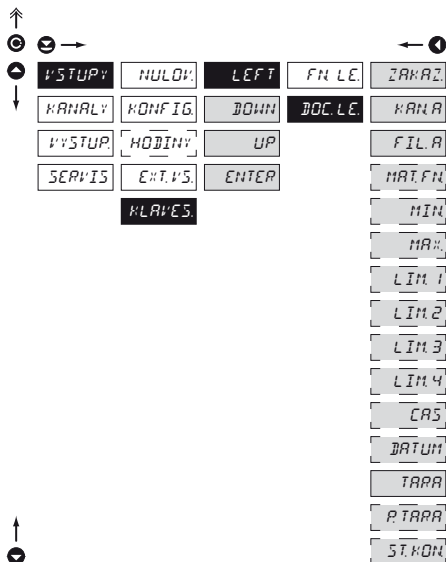 VSTUPY NULOV. LEFT FN. LE. ZAKAZ.
KANALY KONFIG. DOWN DOC. LE. KAN. A
VYSTUP. HODINY UP FIL. A
SERVIS EXT. VS. ENTER MAT. FN.
KLAVES. MIN.
MAX.
LIM. 1
LIM. 2
LIM. 3
LIM. 4
CAS
DATUM
TARA
P. TARA
ST. KON.